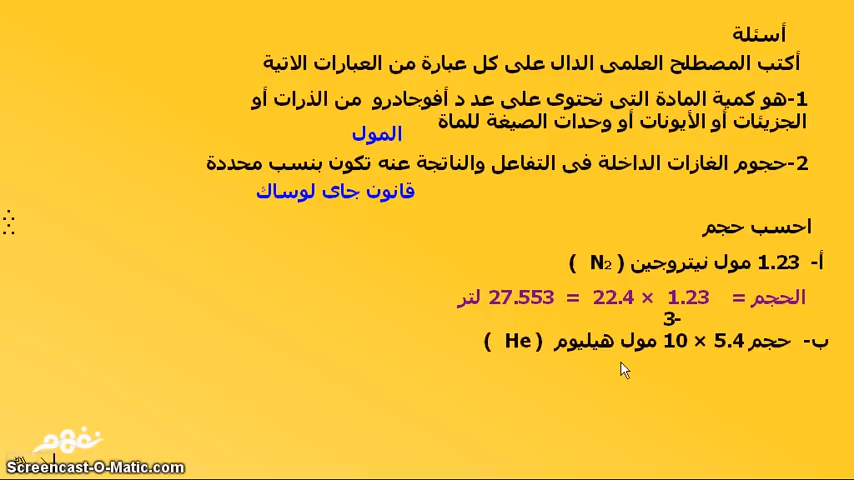 أسئلة
أكتب المصطلح العلمى الدال على كل عبارة من العبارات الاتية
1-هو كمية المادة التى تحتوى على عد د أفوجادرو من الذرات أو
الجزيئات أو الأيونات أو وحدات الصيغة للماة
المول
2-حجوم الغازات الداخلة فى التفاعل والناتجة عنه تكون بنسب محددة
قانون جاى لوساك
احسب حجم
أ- 1.23 مول نيتروجين ( N₂ )
الحجم = 1.23 × 22.4 = 27.553 لتر
-3
ب- حجم 5.4 × 10 مول هيليوم ( He )
نفهم
Screencast-O-Matic.com